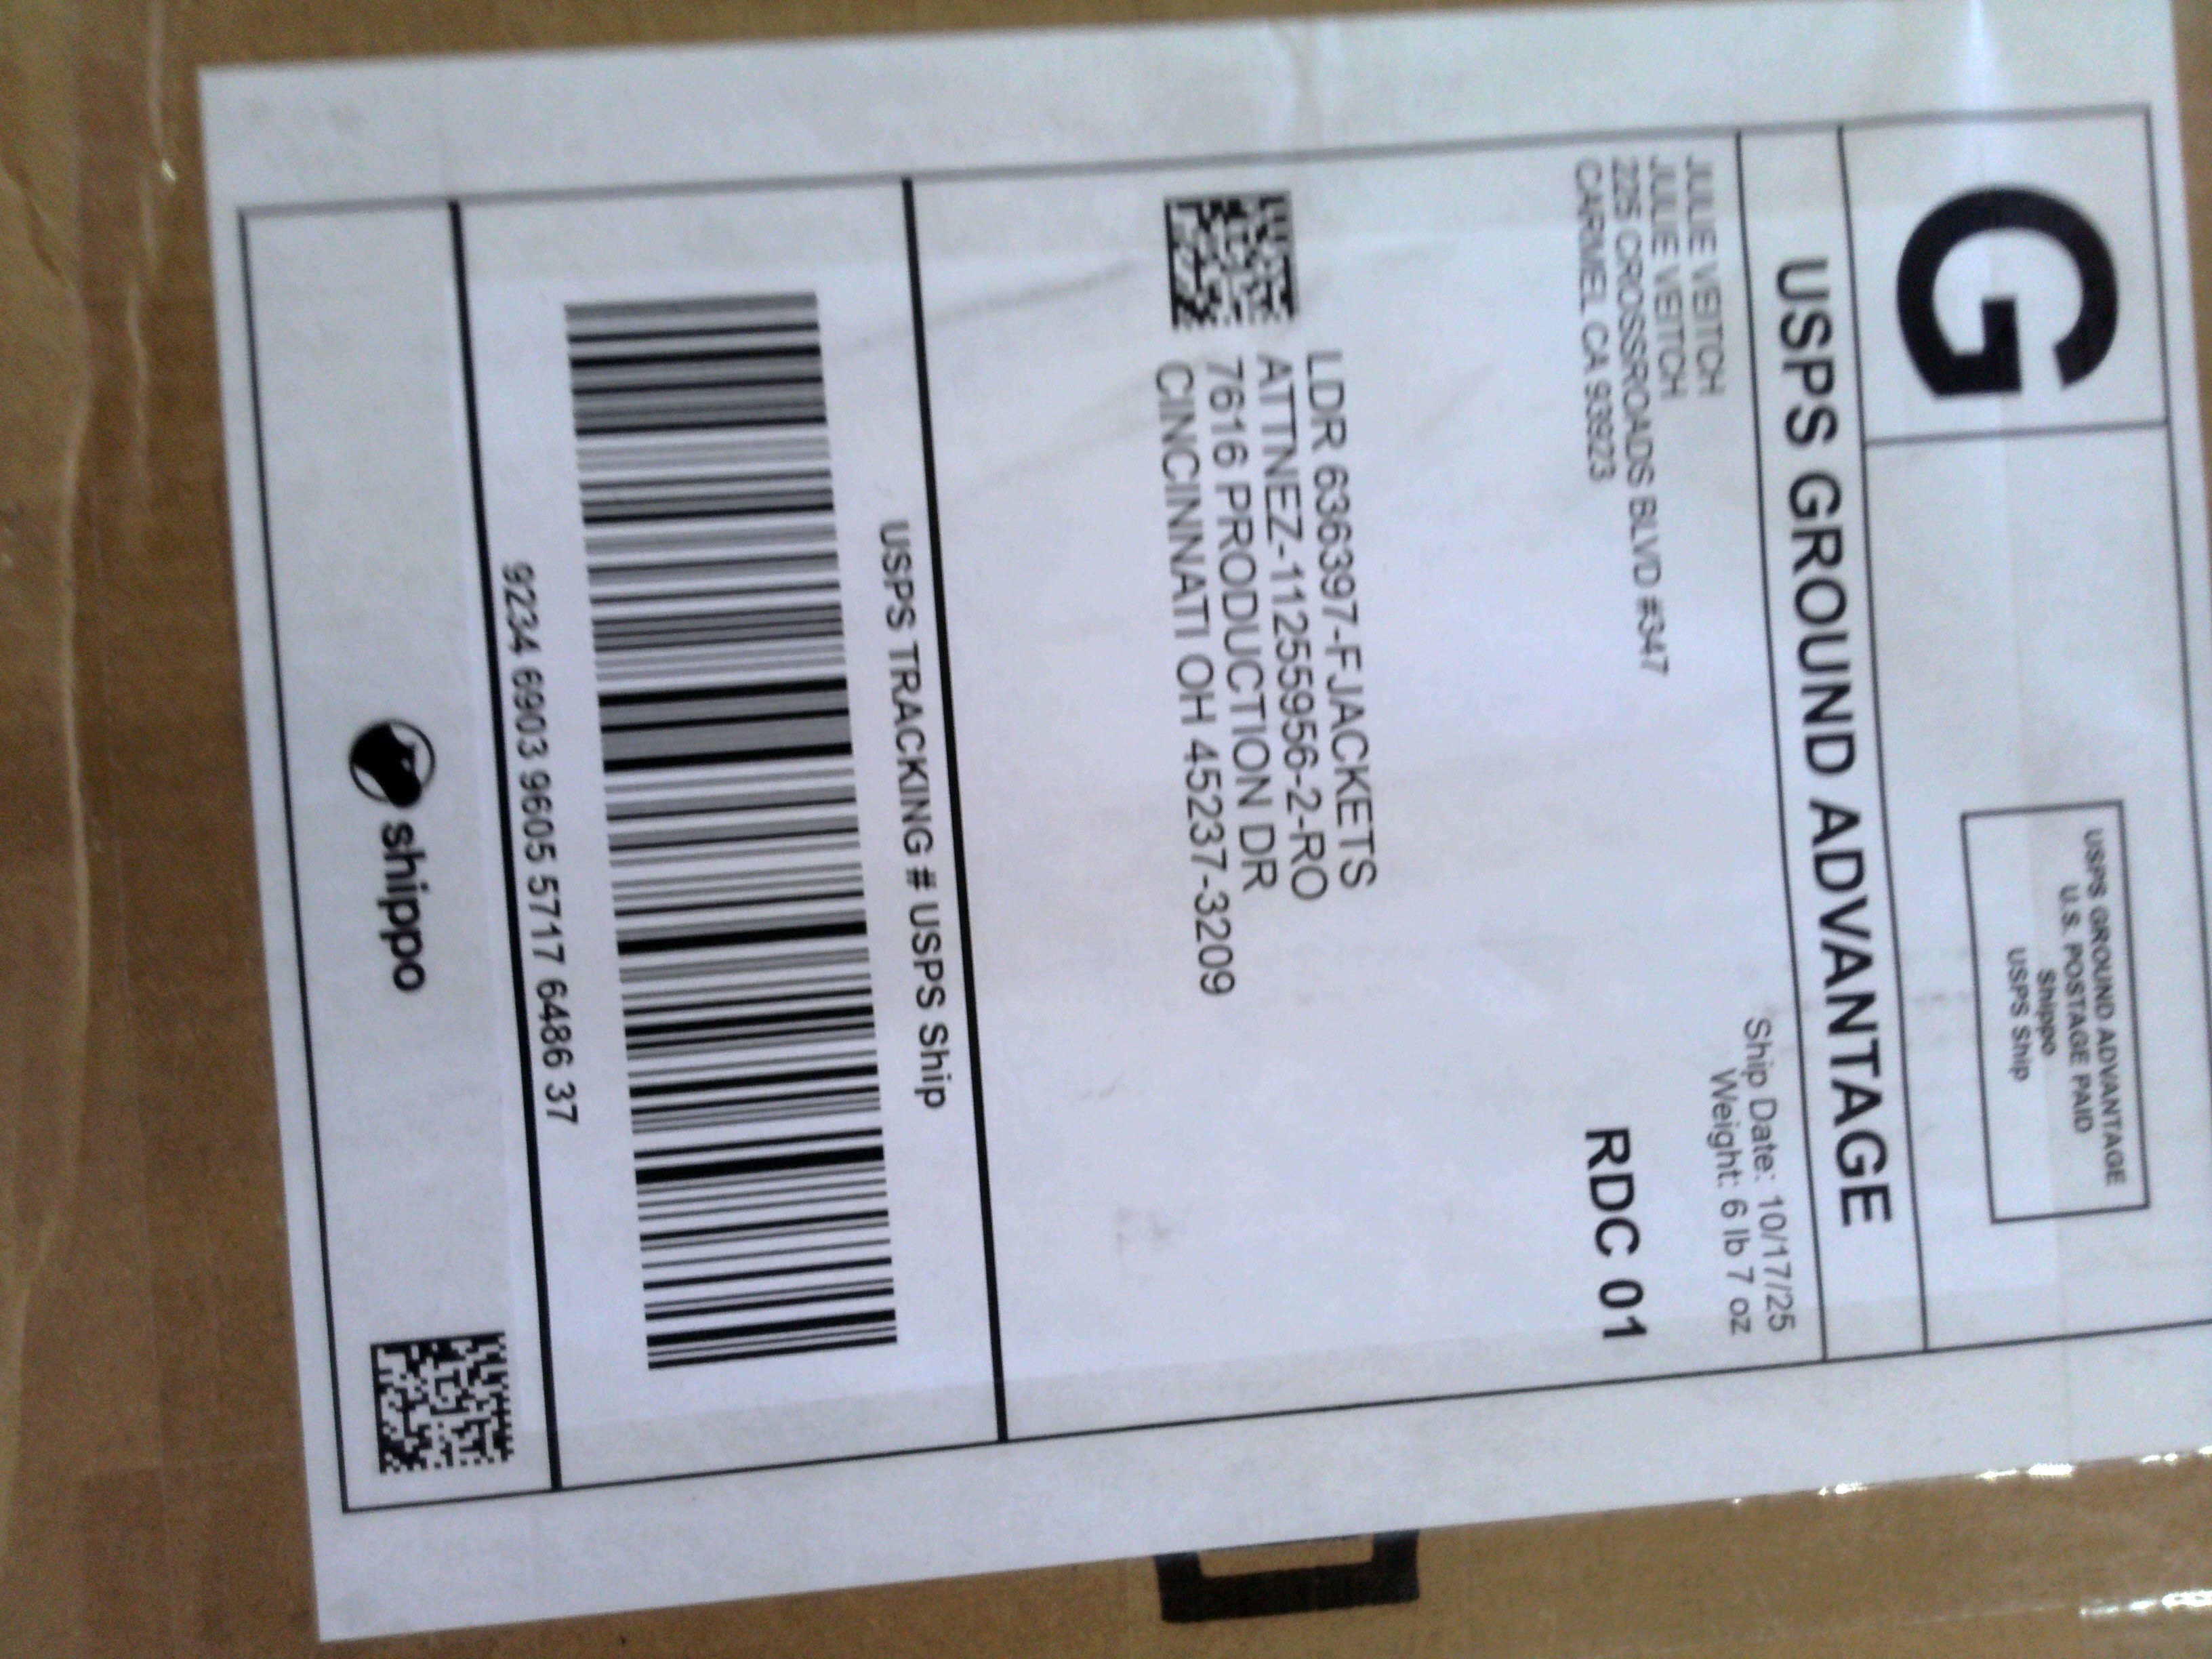 G
USPS GROUND ADVANTAGE
U.S. POSTAGE PAID
Shippo
USPS Ship
USPS GROUND ADVANTAGE
JULIE VEITCH
JULIE VEITCH
225 CROSSROADS BLVD #347
CARMEL CA 93923
Ship Date: 10/17/25
Weight: 6 lb 7 oz
RDC 01
LDR 636397-FJACKETS
ATTNEZ-11255956-2-RO
7616 PRODUCTION DR
CINCINNATI OH 45237-3209
USPS TRACKING # USPS Ship
9234 6903 9605 5717 6486 37
shippo